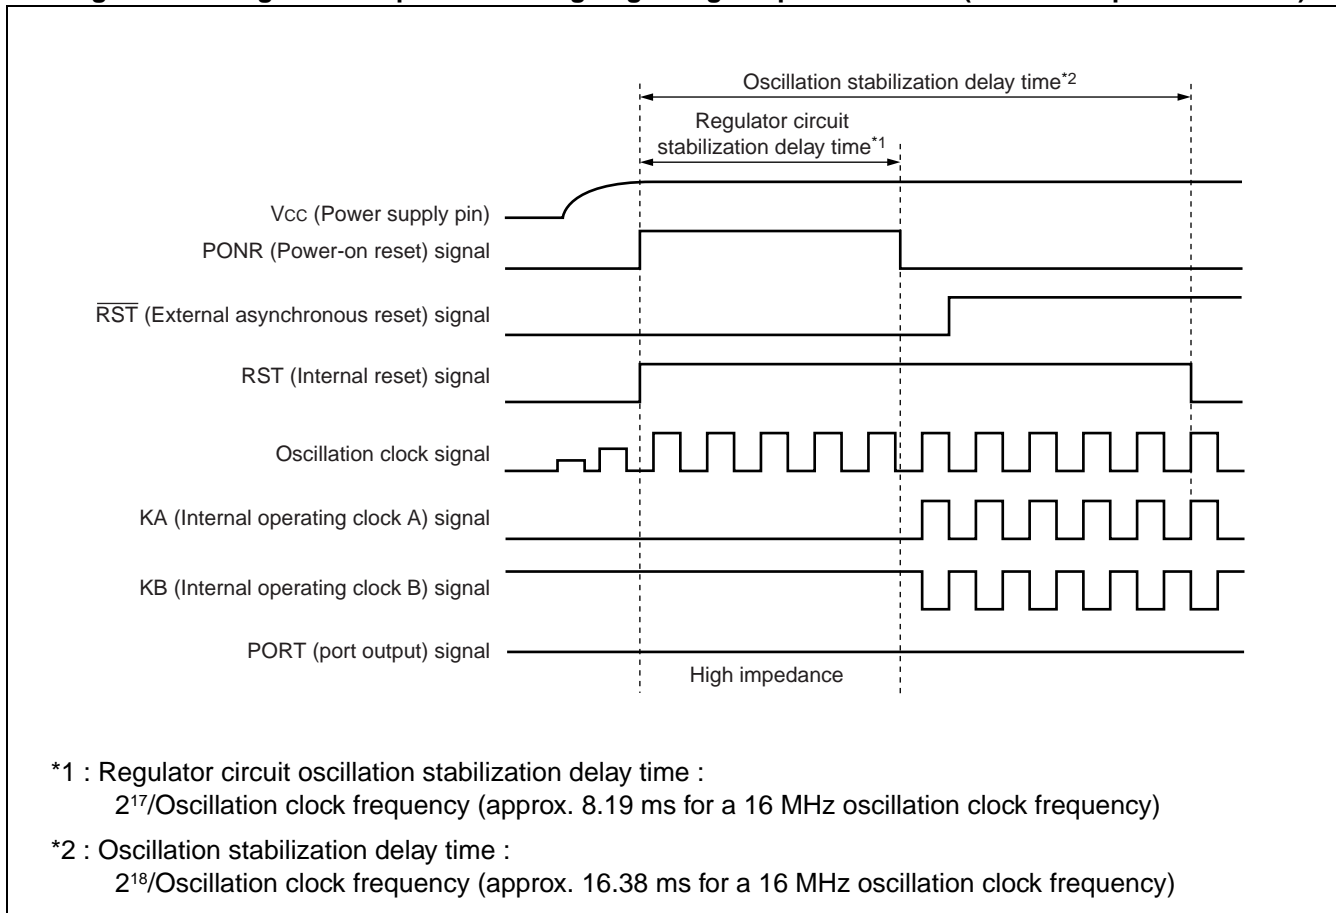 Oscillation stabilization delay time*2
Regulator circuit
stabilization delay time*1
Vcc (Power supply pin)
PONR (Power-on reset) signal
RST (External asynchronous reset) signal
RST (Internal reset) signal
Oscillation clock signal
KA (Internal operating clock A) signal
KB (Internal operating clock B) signal
PORT (port output) signal
High impedance
*1 : Regulator circuit oscillation stabilization delay time :
2¹⁷/Oscillation clock frequency (approx. 8.19 ms for a 16 MHz oscillation clock frequency)
*2 : Oscillation stabilization delay time :
2¹⁸/Oscillation clock frequency (approx. 16.38 ms for a 16 MHz oscillation clock frequency)